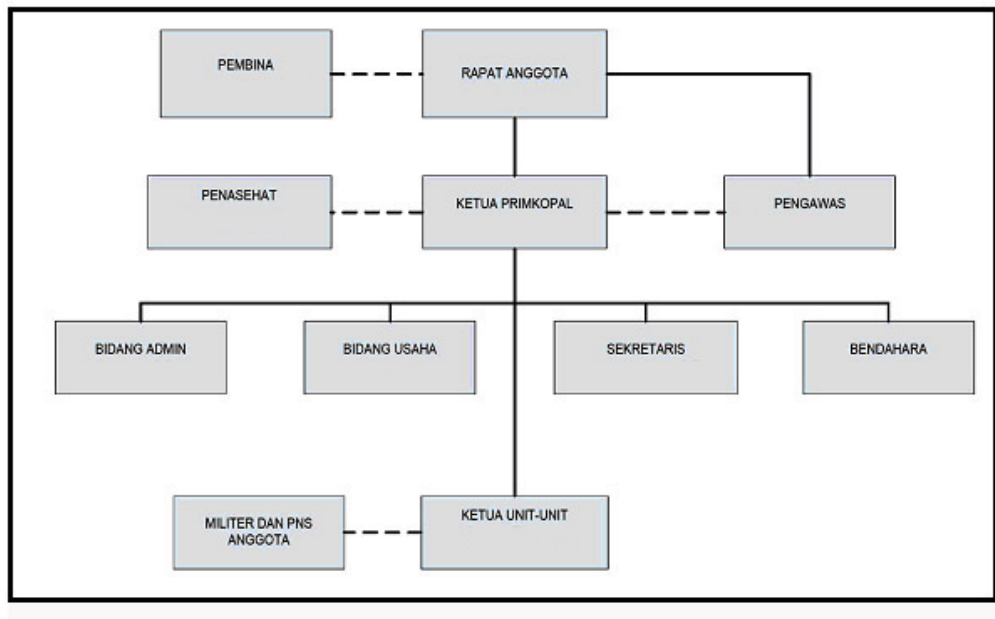 PEMBINA
RAPAT ANGGOTA
PENASEHAT
KETUA PRIMKOPAL
PENGAWAS
BIDANG ADMIN
BIDANG USAHA
SEKRETARIS
BENDAHARA
MILITER DAN PNS
ANGGOTA
KETUA UNIT-UNIT